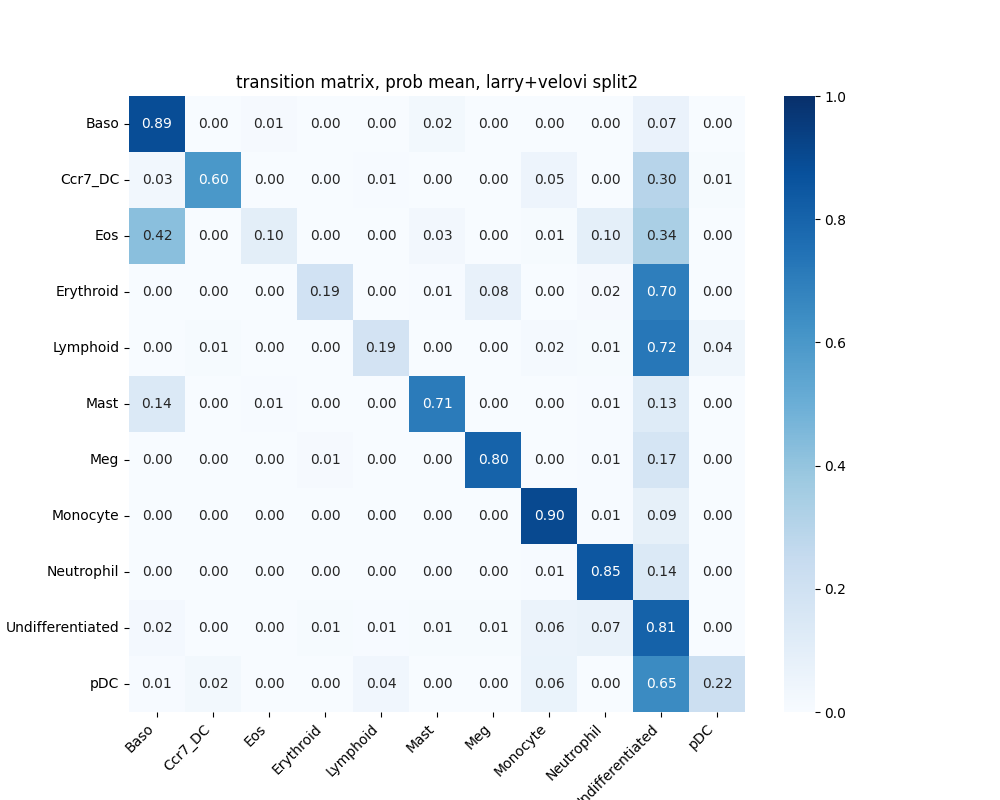 transition matrix, prob mean, larry+velovi split2
Baso 0.89 0.00 0.01 0.00 0.00 0.02 0.00 0.00 0.00 0.07 0.00
Ccr7_DC 0.03 0.60 0.00 0.00 0.01 0.00 0.00 0.05 0.00 0.30 0.01
Eos 0.42 0.00 0.10 0.00 0.00 0.03 0.00 0.01 0.10 0.34 0.00
Erythroid 0.00 0.00 0.00 0.19 0.00 0.01 0.08 0.00 0.02 0.70 0.00
Lymphoid 0.00 0.01 0.00 0.00 0.19 0.00 0.00 0.02 0.01 0.72 0.04
Mast 0.14 0.00 0.01 0.00 0.00 0.71 0.00 0.00 0.01 0.13 0.00
Meg 0.00 0.00 0.00 0.01 0.00 0.00 0.80 0.00 0.01 0.17 0.00
Monocyte 0.00 0.00 0.00 0.00 0.00 0.00 0.00 0.90 0.01 0.09 0.00
Neutrophil 0.00 0.00 0.00 0.00 0.00 0.00 0.00 0.01 0.85 0.14 0.00
Undifferentiated 0.02 0.00 0.00 0.01 0.01 0.01 0.01 0.06 0.07 0.81 0.00
pDC 0.01 0.02 0.00 0.00 0.04 0.00 0.00 0.06 0.00 0.65 0.22
Baso Ccr7_DC Eos Erythroid Lymphoid Mast Meg Monocyte Neutrophil ndifferentiated pDC
1.0
0.8
0.6
0.4
0.2
0.0